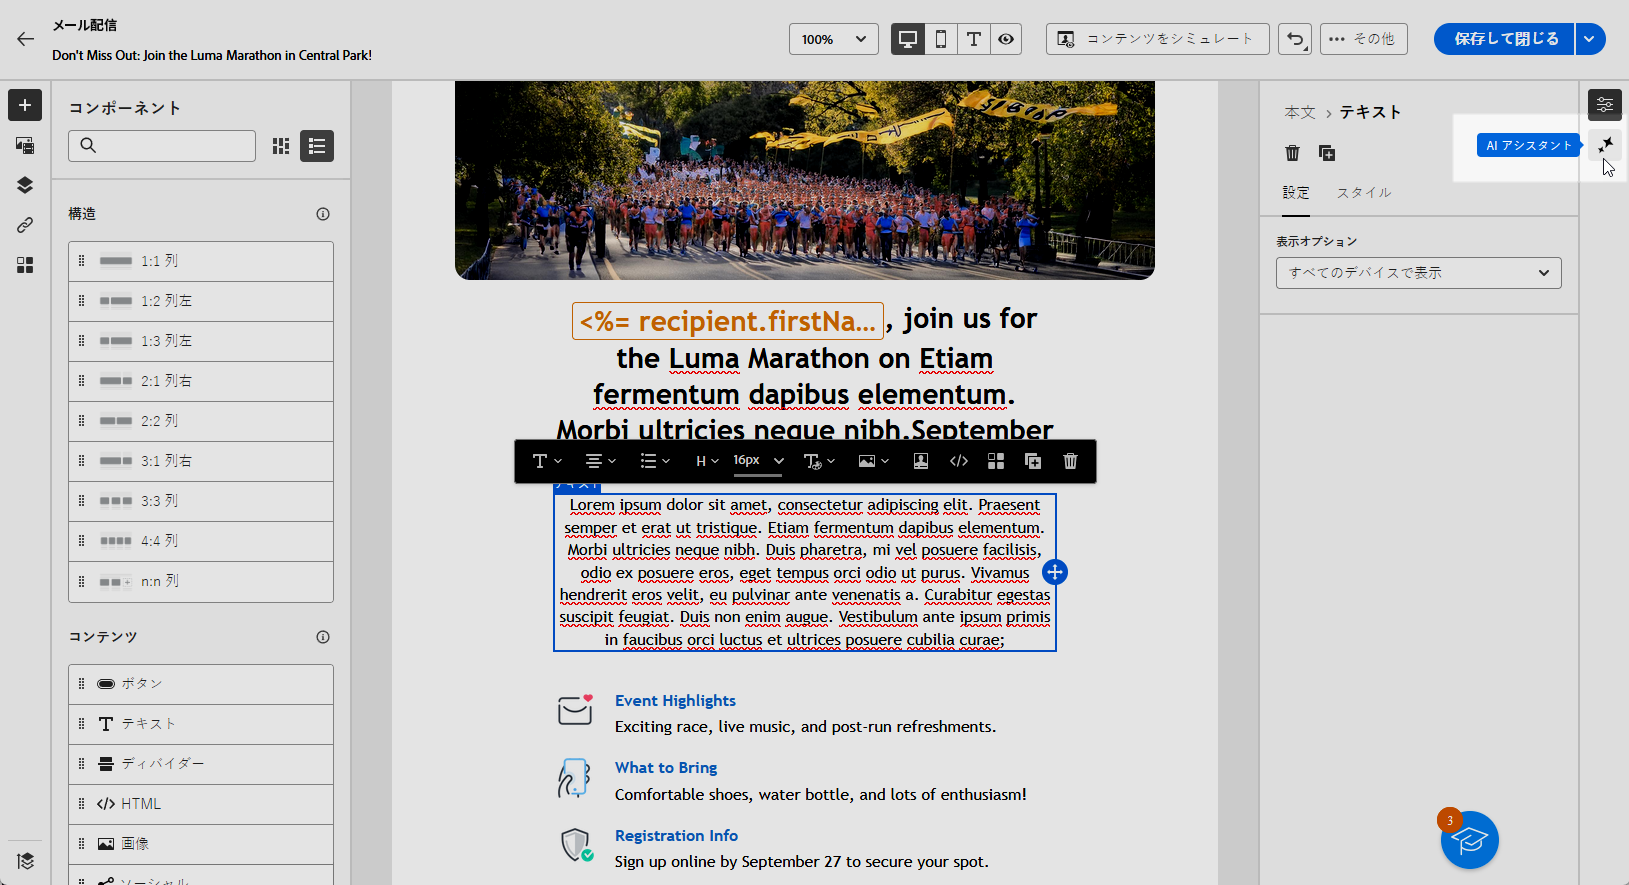 メール配信
Don't Miss Out: Join the Luma Marathon in Central Park!
100%
コンテンツをシミュレート
その他
保存して閉じる
コンポーネント
構造
1:1 列
1:2 列左
1:3 列左
2:1 列右
2:2 列
3:1 列右
3:3 列
4:4 列
n:n 列
コンテンツ
ボタン
テキスト
ディバイダー
HTML
画像
ソーシャル
<%= recipient.firstNa... , join us for
the Luma Marathon on Etiam
fermentum dapibus elementum.
Morbi ultricies neque nibh.September
H
16px
テキスト
Lorem ipsum dolor sit amet, consectetur adipiscing elit. Praesent
semper et erat ut tristique. Etiam fermentum dapibus elementum.
Morbi ultricies neque nibh. Duis pharetra, mi vel posuere facilisis,
odio ex posuere eros, eget tempus orci odio ut purus. Vivamus
hendrerit eros velit, eu pulvinar ante venenatis a. Curabitur egestas
suscipit feugiat. Duis non enim augue. Vestibulum ante ipsum primis
in faucibus orci luctus et ultrices posuere cubilia curae;
Event Highlights
Exciting race, live music, and post-run refreshments.
What to Bring
Comfortable shoes, water bottle, and lots of enthusiasm!
Registration Info
Sign up online by September 27 to secure your spot.
本文 > テキスト
AI アシスタント
設定
スタイル
表示オプション
すべてのデバイスで表示
3